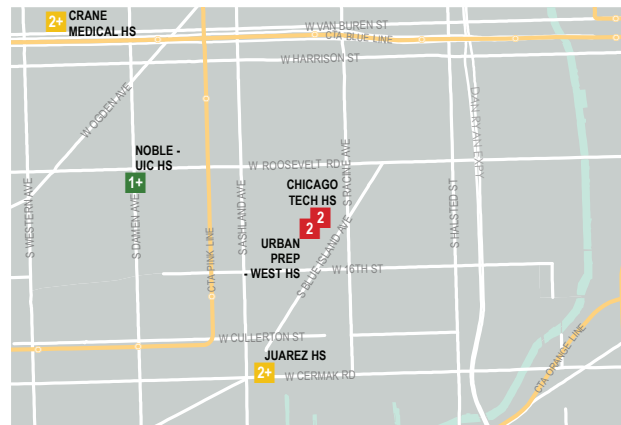 2+
CRANE
MEDICAL HS
W VAN BUREN ST
CTA BLUE LINE
W HARRISON ST
W OGDEN AVE
DAN RYAN EXPY
NOBLE -
UIC HS
1+
W ROOSEVELT RD
S WESTERN AVE
S DAMEN AVE
CTA PINK LINE
S ASHLAND AVE
CHICAGO
TECH HS
2
2
S RACINE AVE
S HALSTED ST
URBAN
PREP
- WEST HS
S BLUE ISLAND AVE
W 16TH ST
W CULLERTON ST
JUAREZ HS
2+
W CERMAK RD
CTA ORANGE LINE